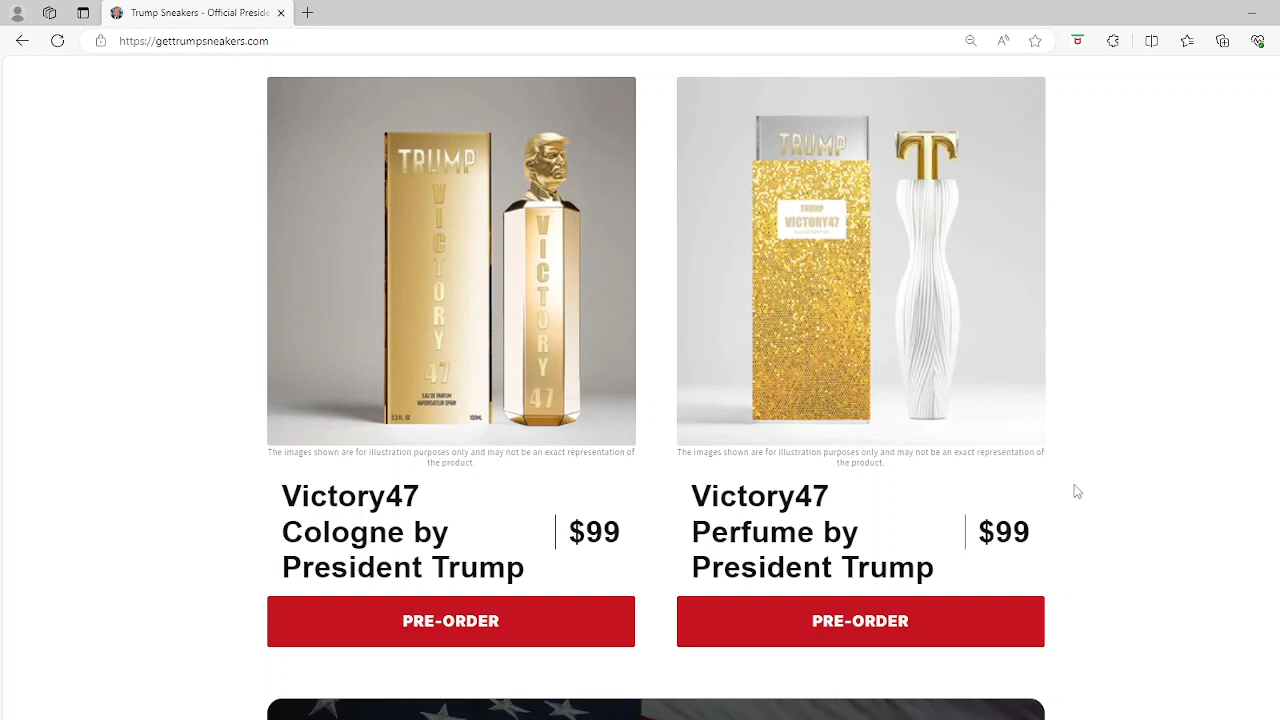 Trump Sneakers - Official Preside
https://gettrumpsneakers.com
TRUMP
VICTORY
47
EAU DE PARFUM
VAPORISATEUR SPRAY
3.3 FL. OZ 100ML
VICTORY
47
TRUMP
TRUMP
VICTORY47
The images shown are for illustration purposes only and may not be an exact representation of
the product.
The images shown are for illustration purposes only and may not be an exact representation of
the product.
Victory47
Cologne by
President Trump
$99
Victory47
Perfume by
President Trump
$99
PRE-ORDER
PRE-ORDER